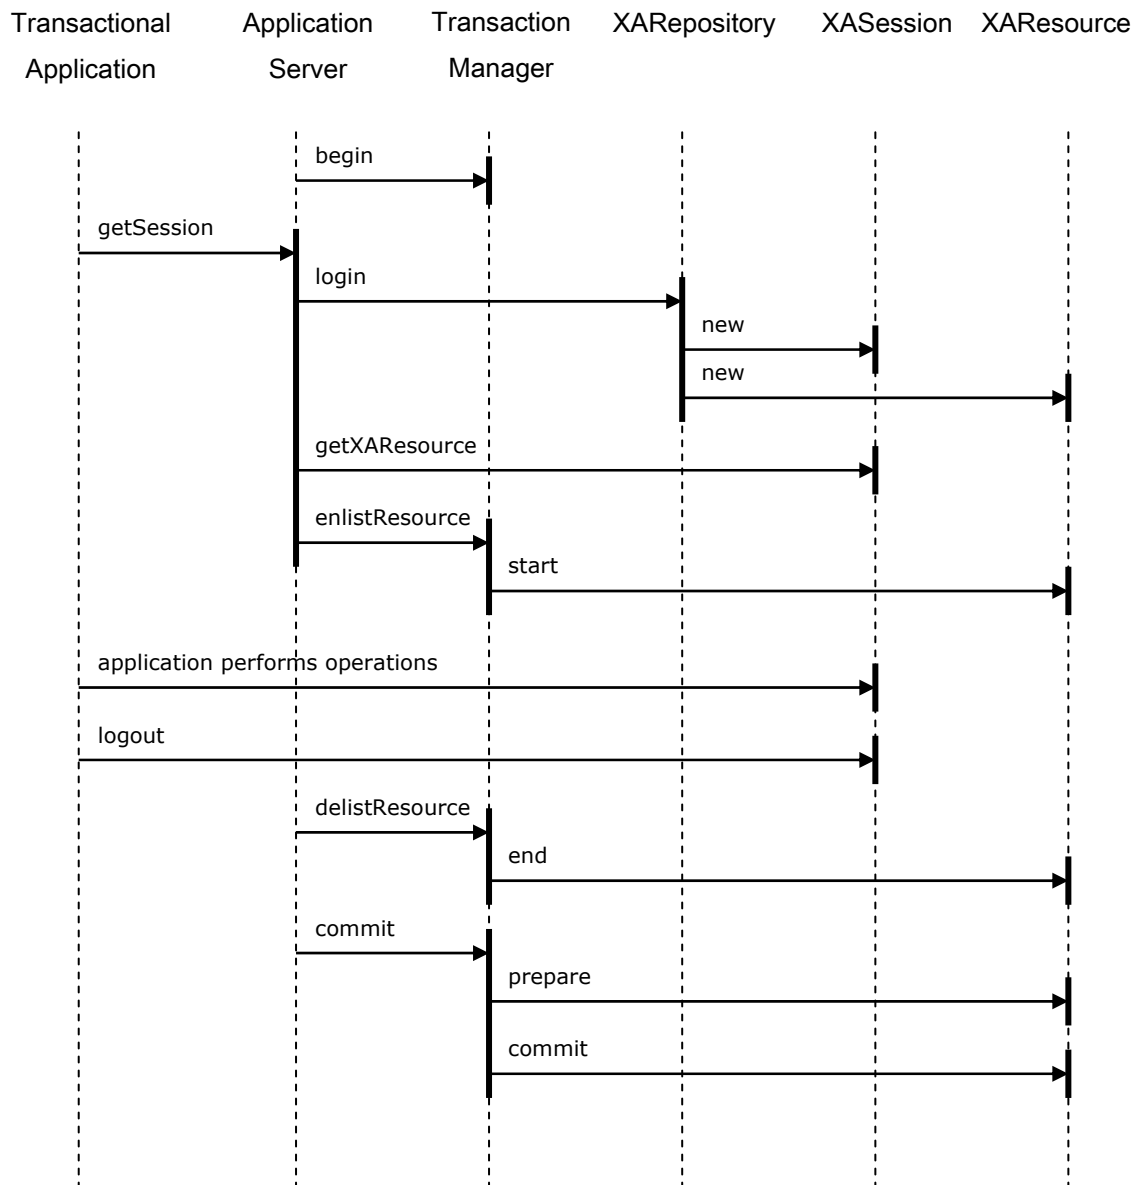 Transactional Application Transaction XARepository XASession XAResource
Application Server Manager
begin
getSession
login
new
new
getXAResource
enlistResource
start
application performs operations
logout
delistResource
end
commit
prepare
commit